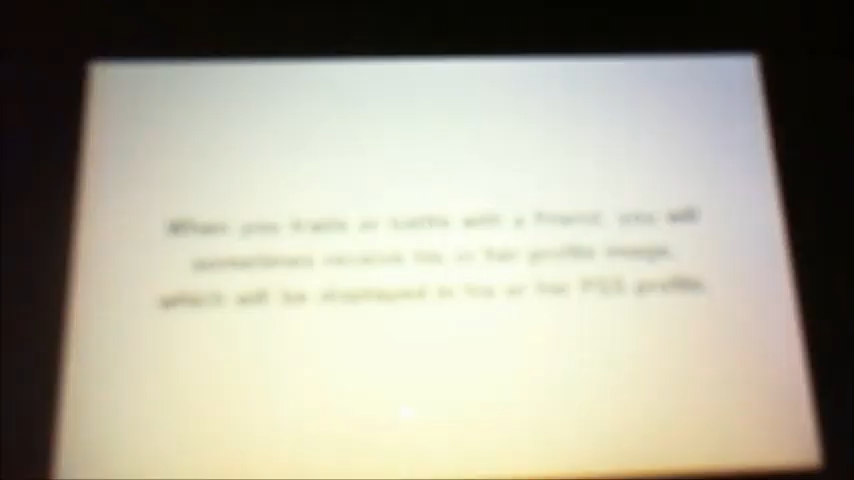 When you trade or battle with a friend, you will
sometimes receive his or her profile image,
which will be displayed in his or her PSS profile.